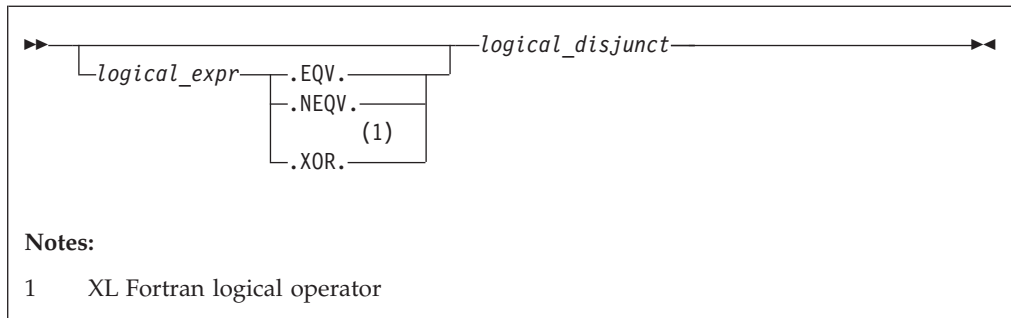 logical_disjunct
logical_expr .EQV.
.NEQV.
(1)
.XOR.
Notes:
1 XL Fortran logical operator